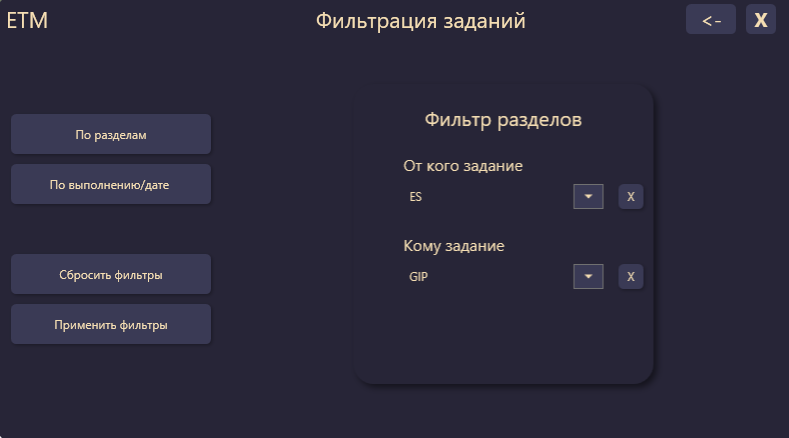 ETM
Фильтрация заданий
<-
X
По разделам
По выполнению/дате
Сбросить фильтры
Применить фильтры
Фильтр разделов
От кого задание
ES
X
Кому задание
GIP
X